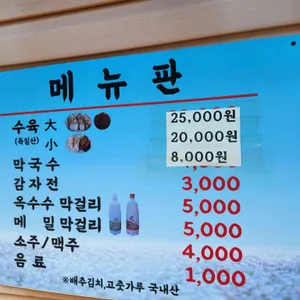 메뉴판
수육 大 25,000원
(독일산) 小 20,000원
막국수 8,000원
감자전 3,000
옥수수 막걸리 5,000
메밀 막걸리 5,000
소주/맥주 4,000
음료 1,000
※배추김치,고춧가루 국내산